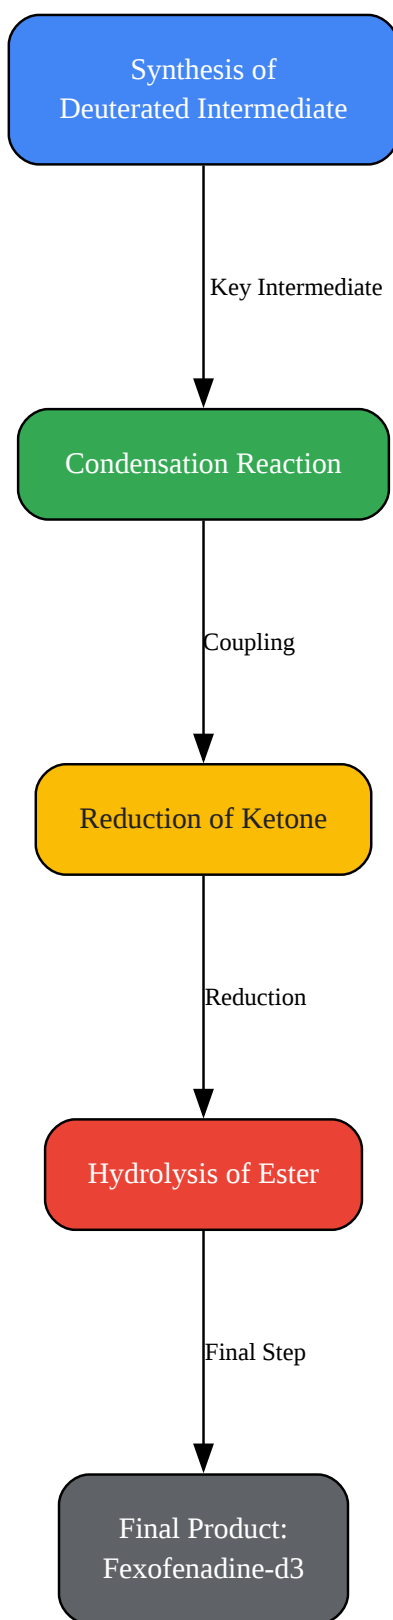 Synthesis of
Deuterated Intermediate
Key Intermediate
Condensation Reaction
Coupling
Reduction of Ketone
Reduction
Hydrolysis of Ester
Final Step
Final Product:
Fexofenadine-d3